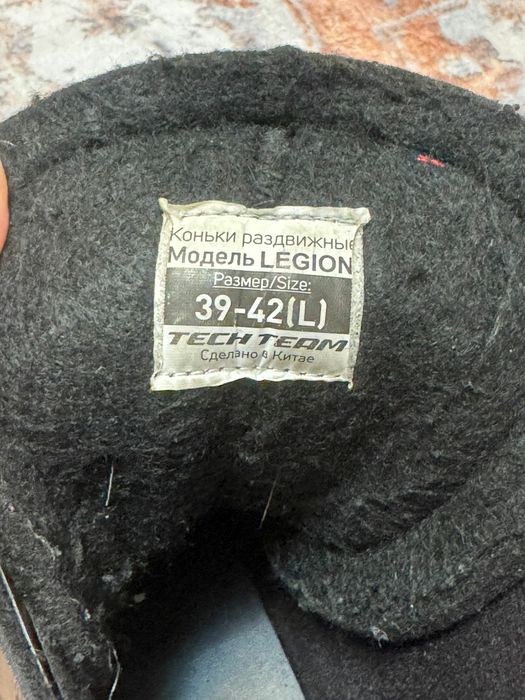 Коньки раздвижные
Модель LEGION
Размер/Size:
39-42(L)
TECH TEAM
Сделано в Китае